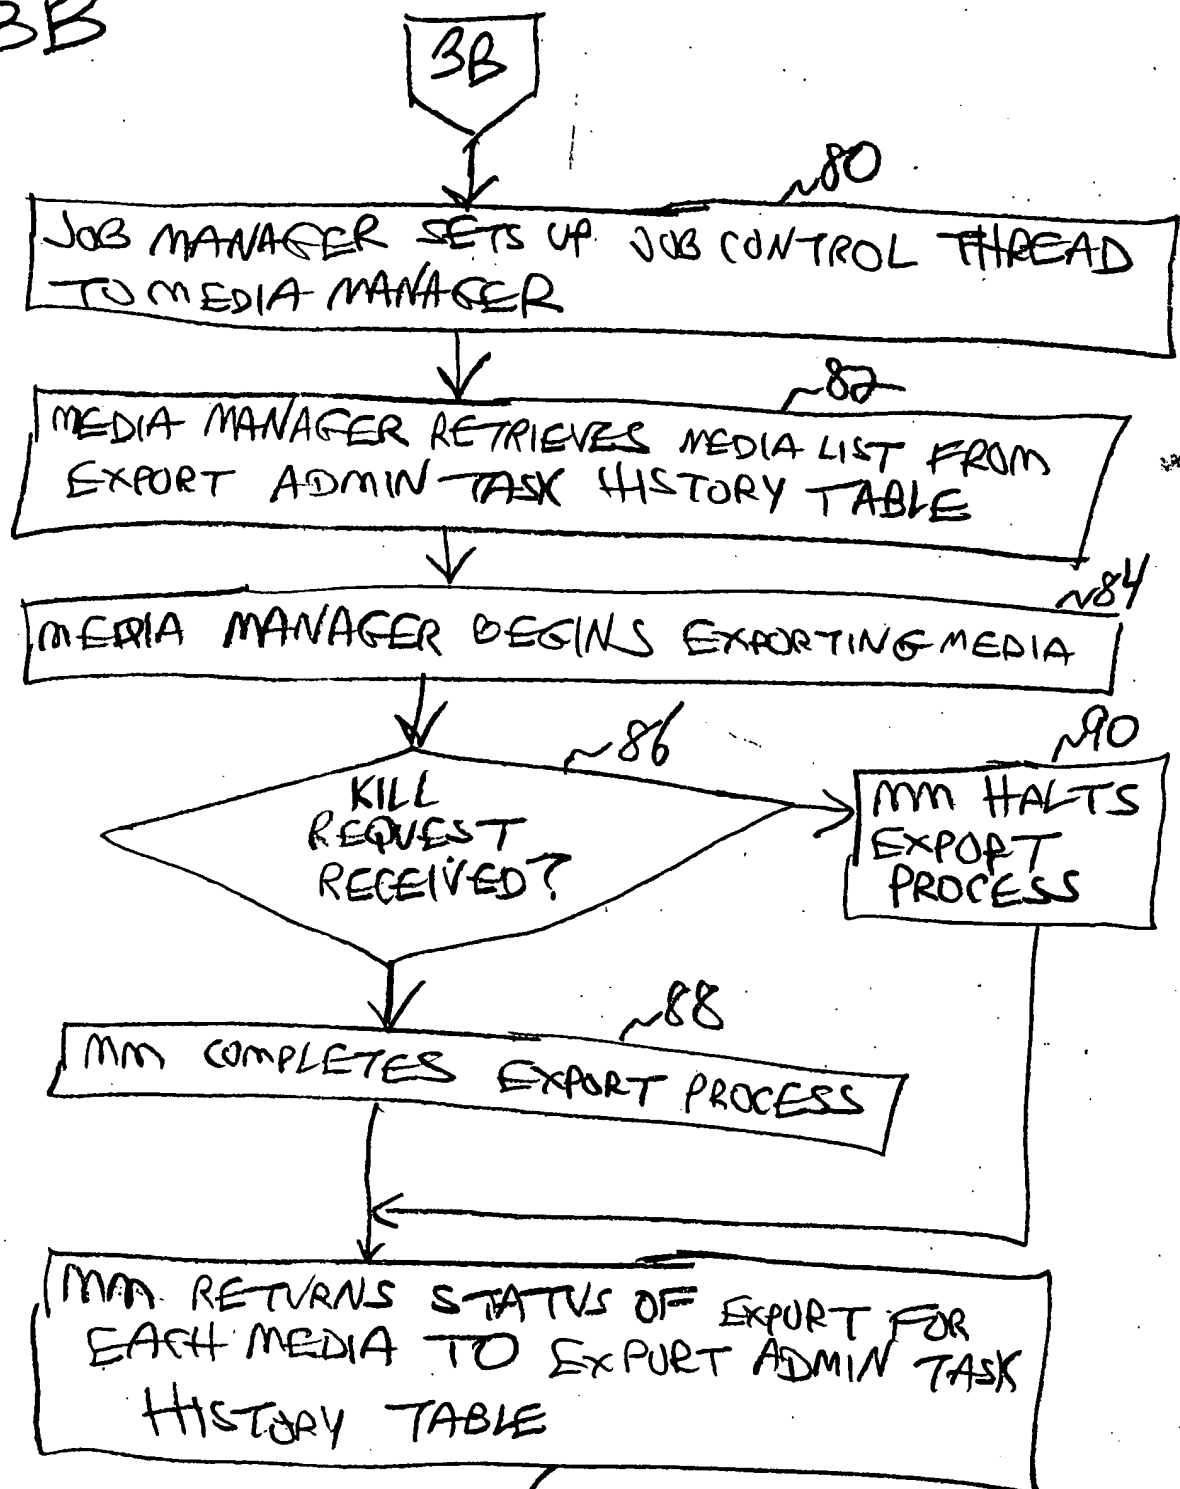 3B
3B
80
JOB MANAGER SETS UP JOB CONTROL THREAD
TO MEDIA MANAGER
82
MEDIA MANAGER RETRIEVES MEDIA LIST FROM
EXPORT ADMIN TASK HISTORY TABLE
84
MEDIA MANAGER BEGINS EXPORTING MEDIA
86
KILL
REQUEST
RECEIVED?
90
MM HALTS
EXPORT
PROCESS
88
MM COMPLETES EXPORT PROCESS
MM RETURNS STATUS OF EXPORT FOR
EACH MEDIA TO EXPORT ADMIN TASK
HISTORY TABLE